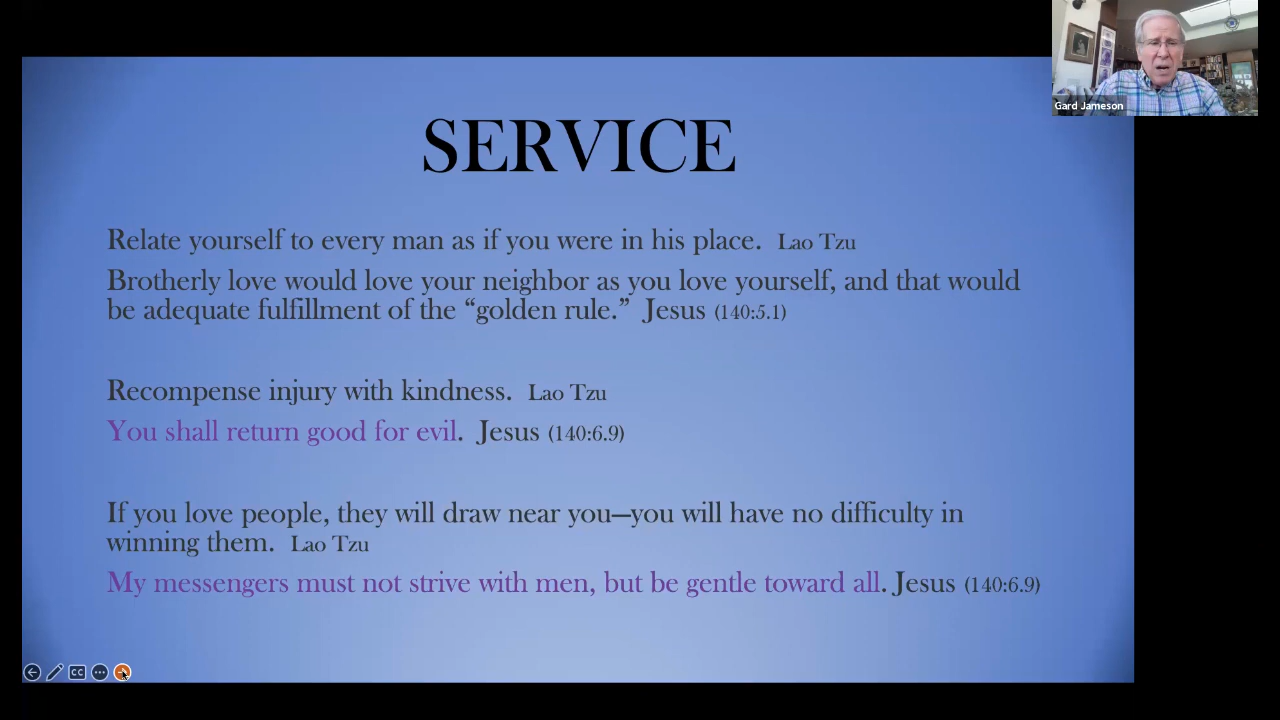 Gard Jameson
SERVICE
Relate yourself to every man as if you were in his place. Lao Tzu
Brotherly love would love your neighbor as you love yourself, and that would
be adequate fulfillment of the “golden rule.” Jesus (140:5.1)
Recompense injury with kindness. Lao Tzu
You shall return good for evil. Jesus (140:6.9)
If you love people, they will draw near you—you will have no difficulty in
winning them. Lao Tzu
My messengers must not strive with men, but be gentle toward all. Jesus (140:6.9)
CC